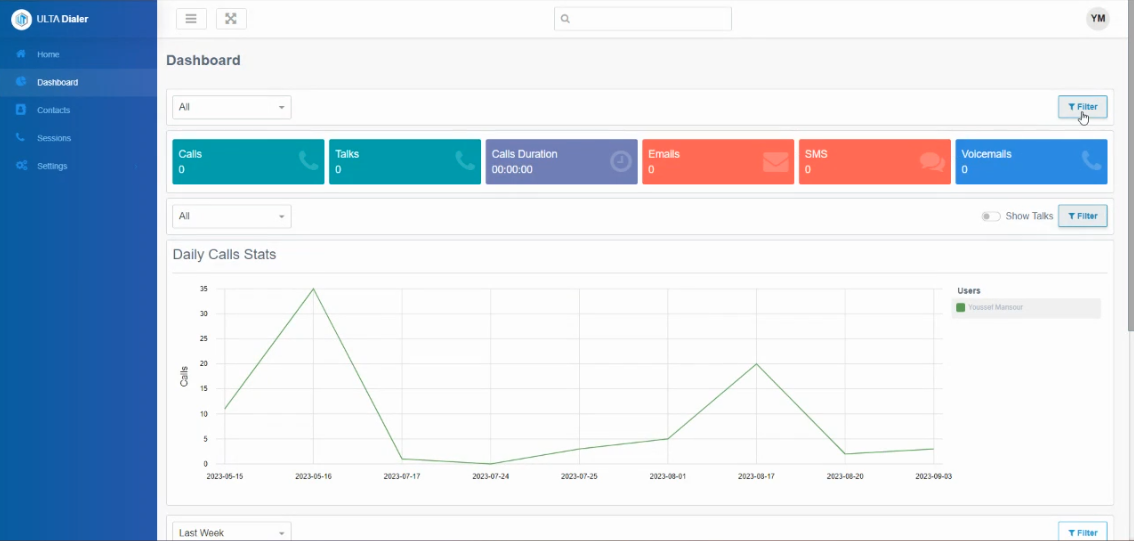 ULTA Dialer
YM
Home
Dashboard
Contacts
Sessions
Settings
Dashboard
All
Filter
Calls
0
Talks
0
Calls Duration
00:00:00
Emails
0
SMS
0
Voicemails
0
All
Show Talks
Filter
Daily Calls Stats
35
30
25
20
15
10
5
0
Calls
2023-05-15
2023-05-16
2023-07-17
2023-07-24
2023-07-25
2023-08-01
2023-08-17
2023-08-20
2023-09-03
Users
Youssef Mansour
Last Week
Filter